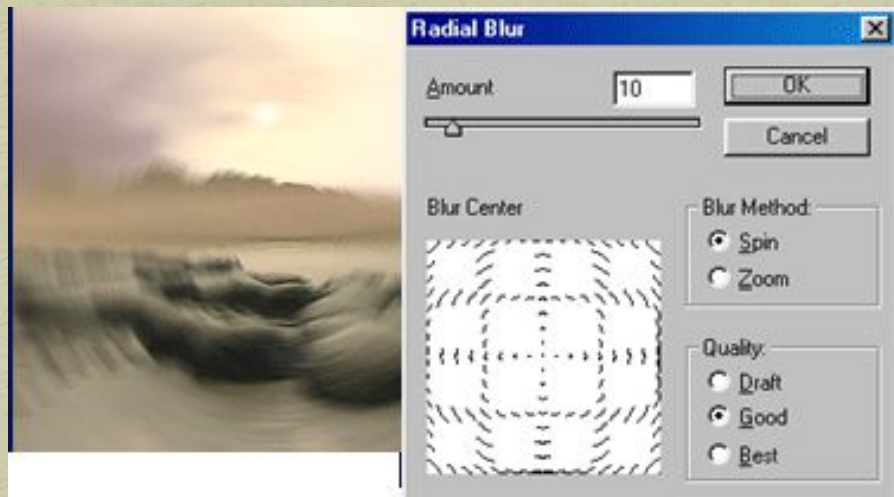 Radial Blur
Amount 10 OK
Cancel
Blur Center
Blur Method:
Spin
Zoom
Quality:
Draft
Good
Best